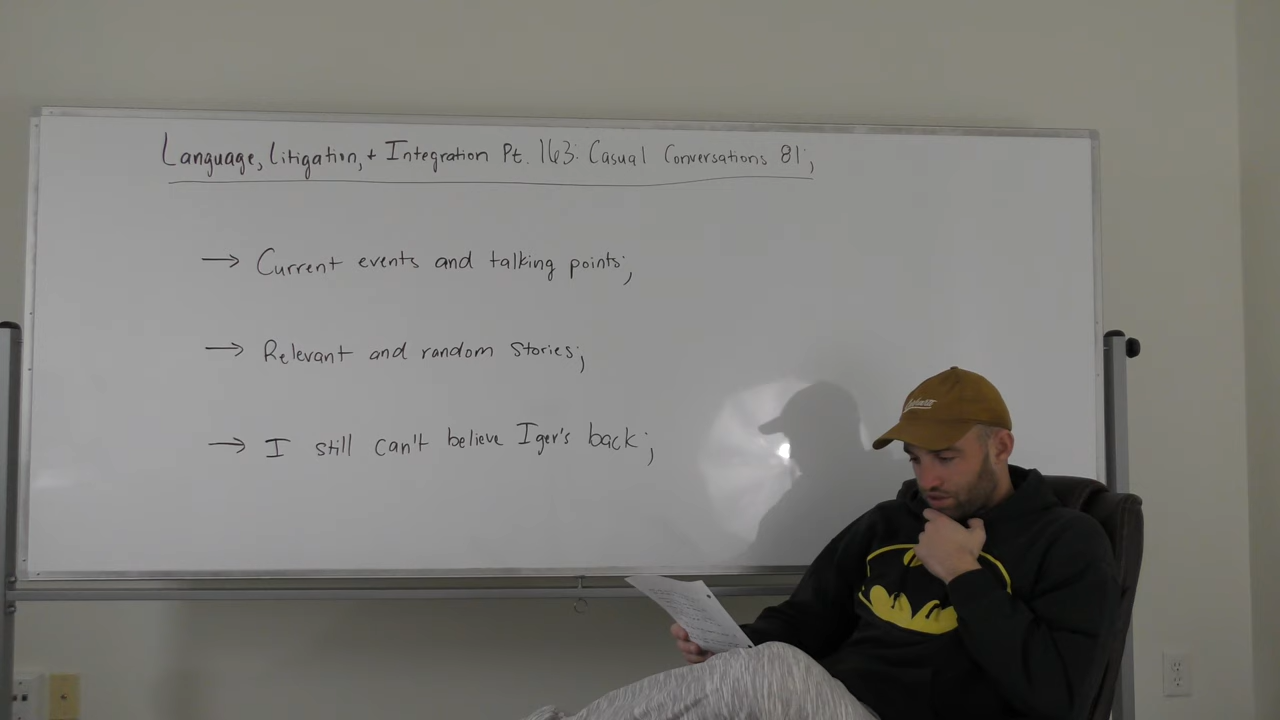 Language, Litigation, + Integration Pt. 163: Casual Conversations 81;
→ Current events and talking points;
→ Relevant and random stories;
→ I still can't believe Iger's back;